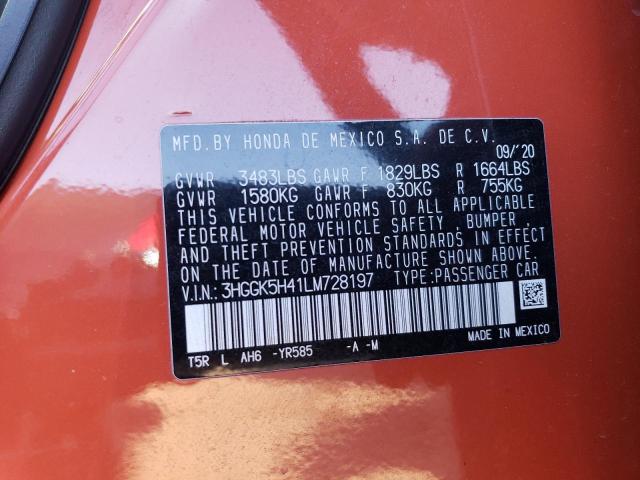 MFD. BY HONDA DE MEXICO S.A. DE C.V.
09/'20
GVWR 3483LBS GAWR F 1829LBS R 1664LBS
GVWR 1580KG GAWR F 830KG R 755KG
THIS VEHICLE CONFORMS TO ALL APPLICABLE
FEDERAL MOTOR VEHICLE SAFETY, BUMPER,
AND THEFT PREVENTION STANDARDS IN EFFECT
ON THE DATE OF MANUFACTURE SHOWN ABOVE.
V.I.N.: 3HGGK5H41LM728197 TYPE:PASSENGER CAR
T5R L AH6 -YR585 -A -M
MADE IN MEXICO